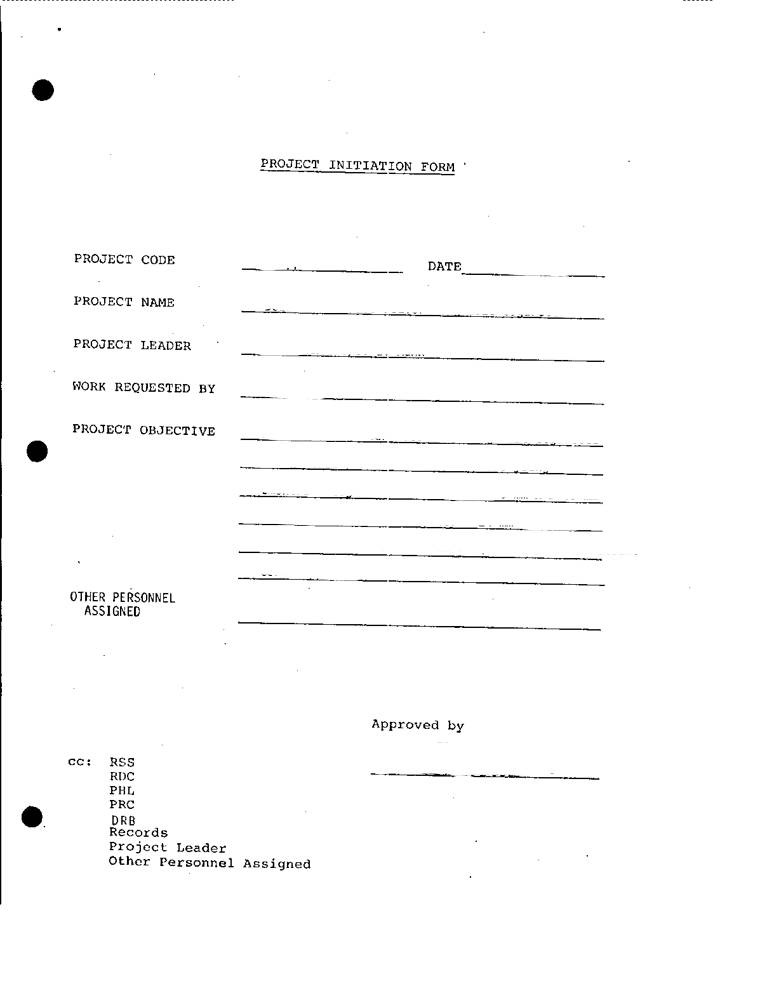 PROJECT INITIATION FORM
PROJECT CODE DATE
PROJECT NAME
PROJECT LEADER
WORK REQUESTED BY
PROJECT OBJECTIVE
OTHER PERSONNEL
ASSIGNED
Approved by
cc: RSS
RDC
PHL
PRC
DRB
Records
Project Leader
Other Personnel Assigned